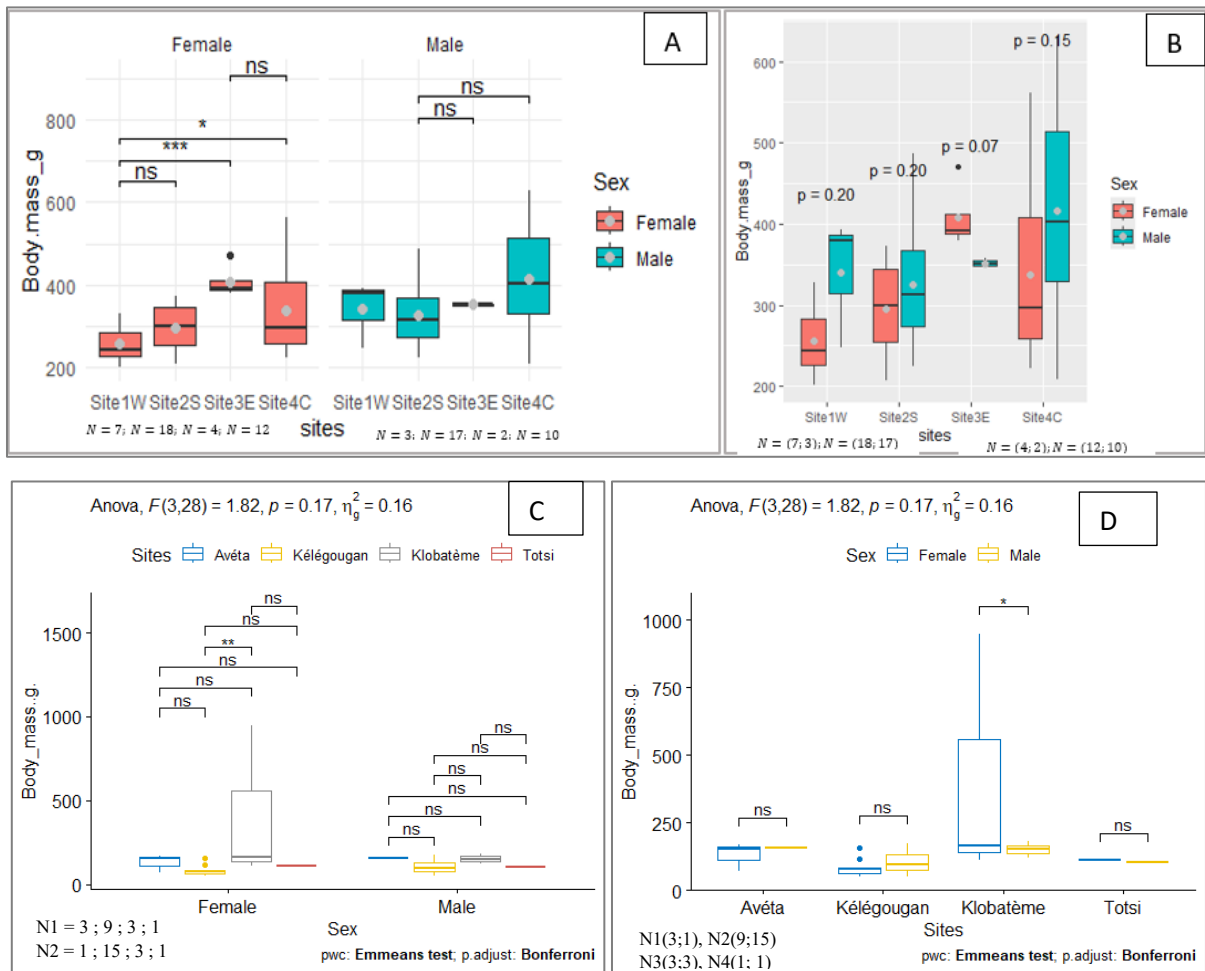 A
Female Male
ns
ns
*
ns
***
ns
800
600
400
200
Body.mass_g
Sex
Female
Male
Site1W Site2S Site3E Site4C Site1W Site2S Site3E Site4C
sites
N = 7; N = 18; N = 4; N = 12
N = 3; N = 17; N = 2; N = 10
B
p = 0.15
p = 0.07
p = 0.20
p = 0.20
600
500
400
300
200
Body.mass_g
Sex
Female
Male
Site1W Site2S Site3E Site4C
sites
N = (7; 3); N = (18; 17)
N = (4; 2); N = (12; 10)
C
Anova, F(3,28) = 1.82, p = 0.17, η²g = 0.16
Sites Avéta Kélégougan Klobatème Totsi
ns
ns
**
ns
ns
ns
ns
ns
ns
ns
ns
ns
1500
1000
500
0
Body_mass..g.
Female Male
Sex
N1 = 3 ; 9 ; 3 ; 1
N2 = 1 ; 15 ; 3 ; 1
pwc: Emmeans test; p.adjust: Bonferroni
D
Anova, F(3,28) = 1.82, p = 0.17, η²g = 0.16
Sex Female Male
*
ns
ns
ns
1000
750
500
250
0
Body_mass..g.
Avéta Kélégougan Klobatème Totsi
Sites
N1(3;1), N2(9;15)
N3(3;3), N4(1; 1)
pwc: Emmeans test; p.adjust: Bonferroni